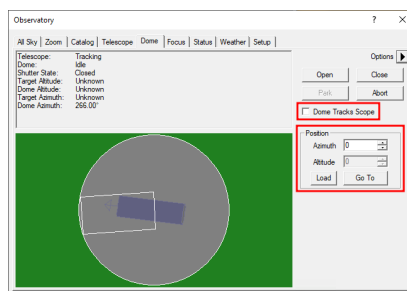 Observatory
? X
All Sky | Zoom | Catalog | Telescope | Dome | Focus | Status | Weather | Setup
Telescope: Tracking
Dome: Idle
Shutter State: Closed
Target Altitude: Unknown
Dome Altitude: Unknown
Target Azimuth: Unknown
Dome Azimuth: 266.00°
Options
Open Close
Park Abort
Dome Tracks Scope
Position
Azimuth 0
Altitude 0
Load Go To